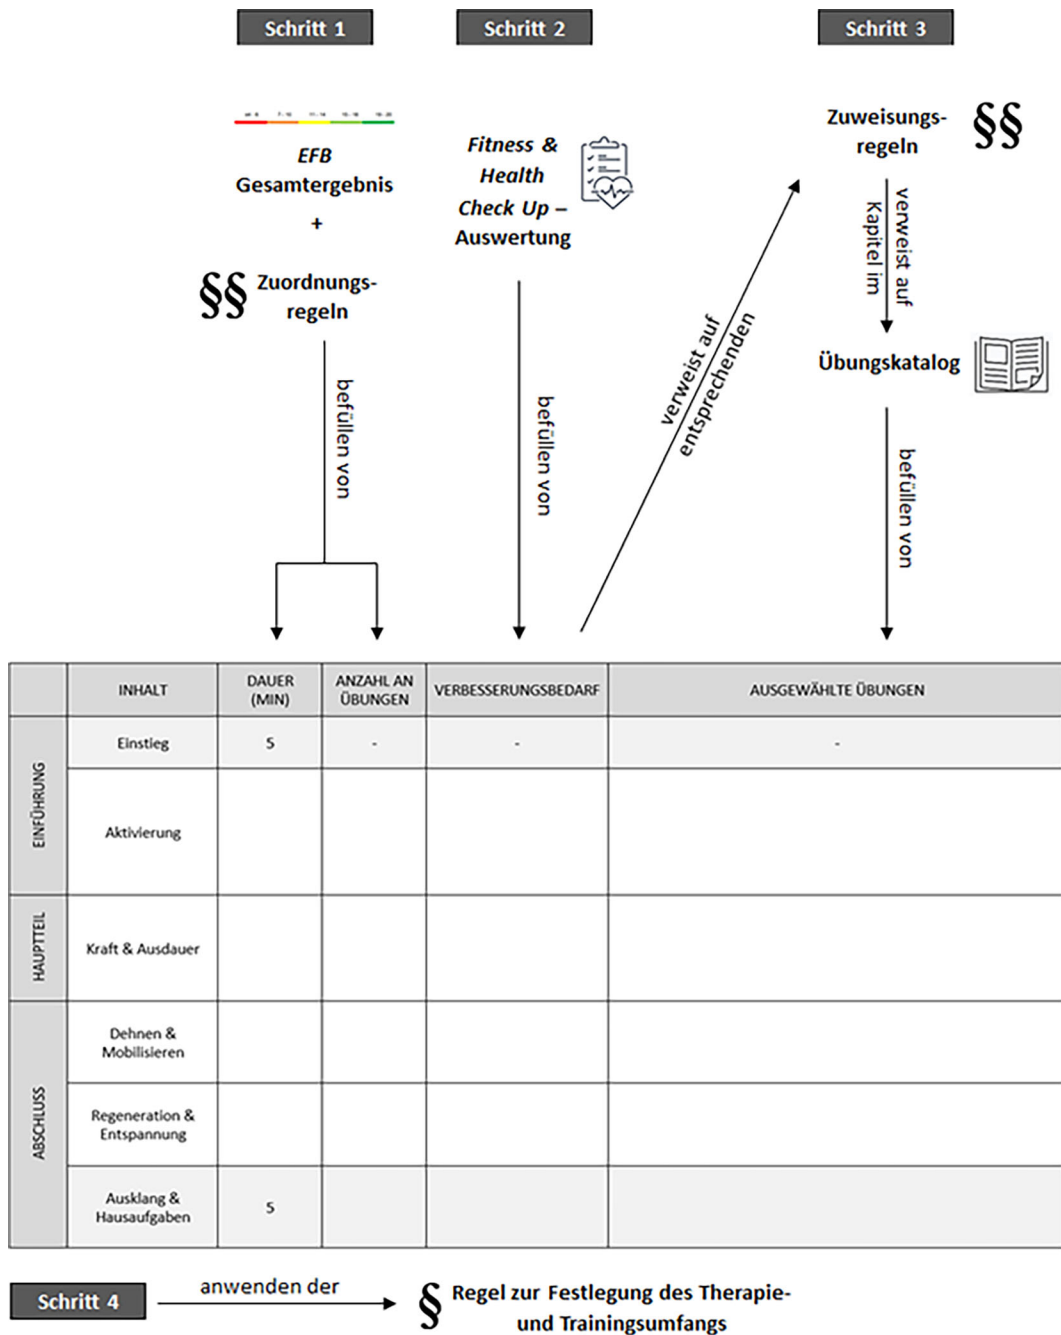 Schritt 1
Schritt 2
Schritt 3
EFB
Gesamtergebnis
+
§§ Zuordnungs-
regeln
befüllen von
Fitness &
Health
Check Up –
Auswertung
befüllen von
verweist auf
entsprechenden
Zuweisungs-
regeln
§§
verweist auf
Kapitel im
Übungskatalog
befüllen von
INHALT
DAUER
(MIN)
ANZAHL AN
ÜBUNGEN
VERBESSERUNGSBEDARF
AUSGEWÄHLTE ÜBUNGEN
EINFÜHRUNG
Einstieg 5 - - -
Aktivierung
HAUPTTEIL
Kraft & Ausdauer
ABSCHLUSS
Dehnen &
Mobilisieren
Regeneration &
Entspannung
Ausklang &
Hausaufgaben
5
Schritt 4
anwenden der
§ Regel zur Festlegung des Therapie-
und Trainingsumfangs